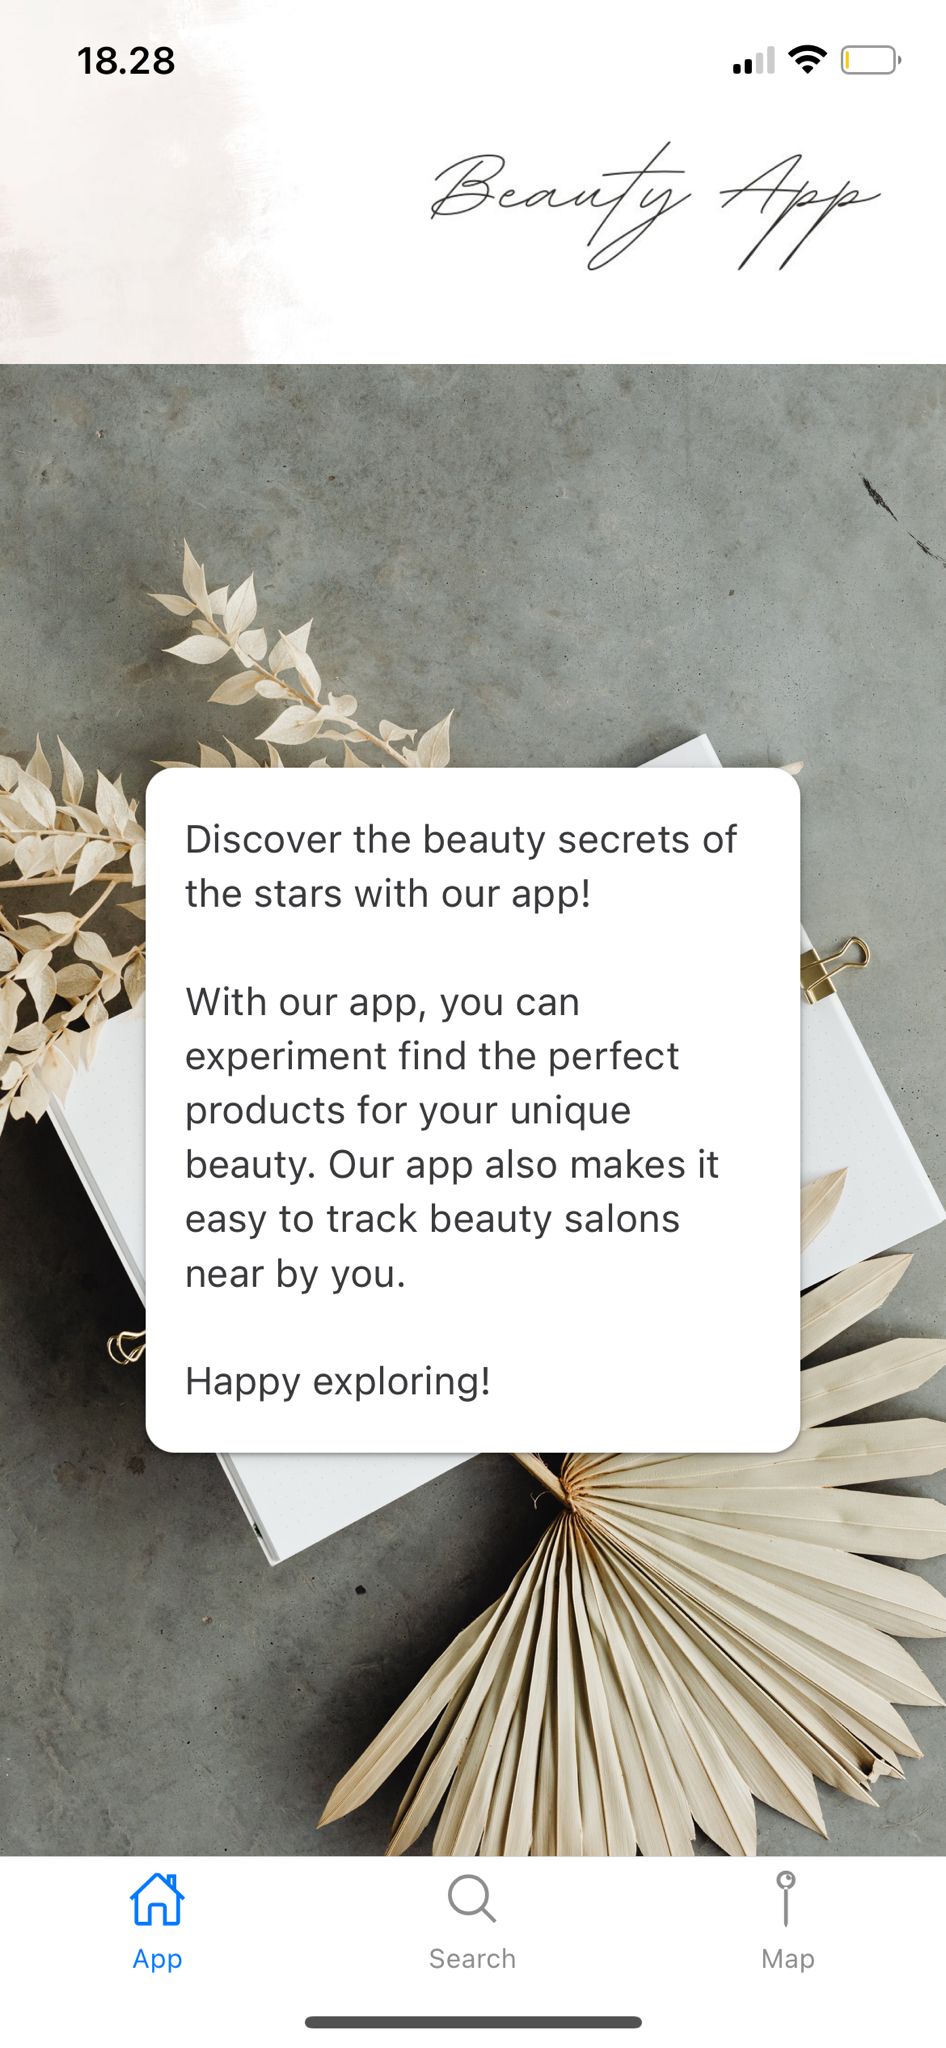 18.28
Beauty App
Discover the beauty secrets of
the stars with our app!
With our app, you can
experiment find the perfect
products for your unique
beauty. Our app also makes it
easy to track beauty salons
near by you.
Happy exploring!
App
Search
Map